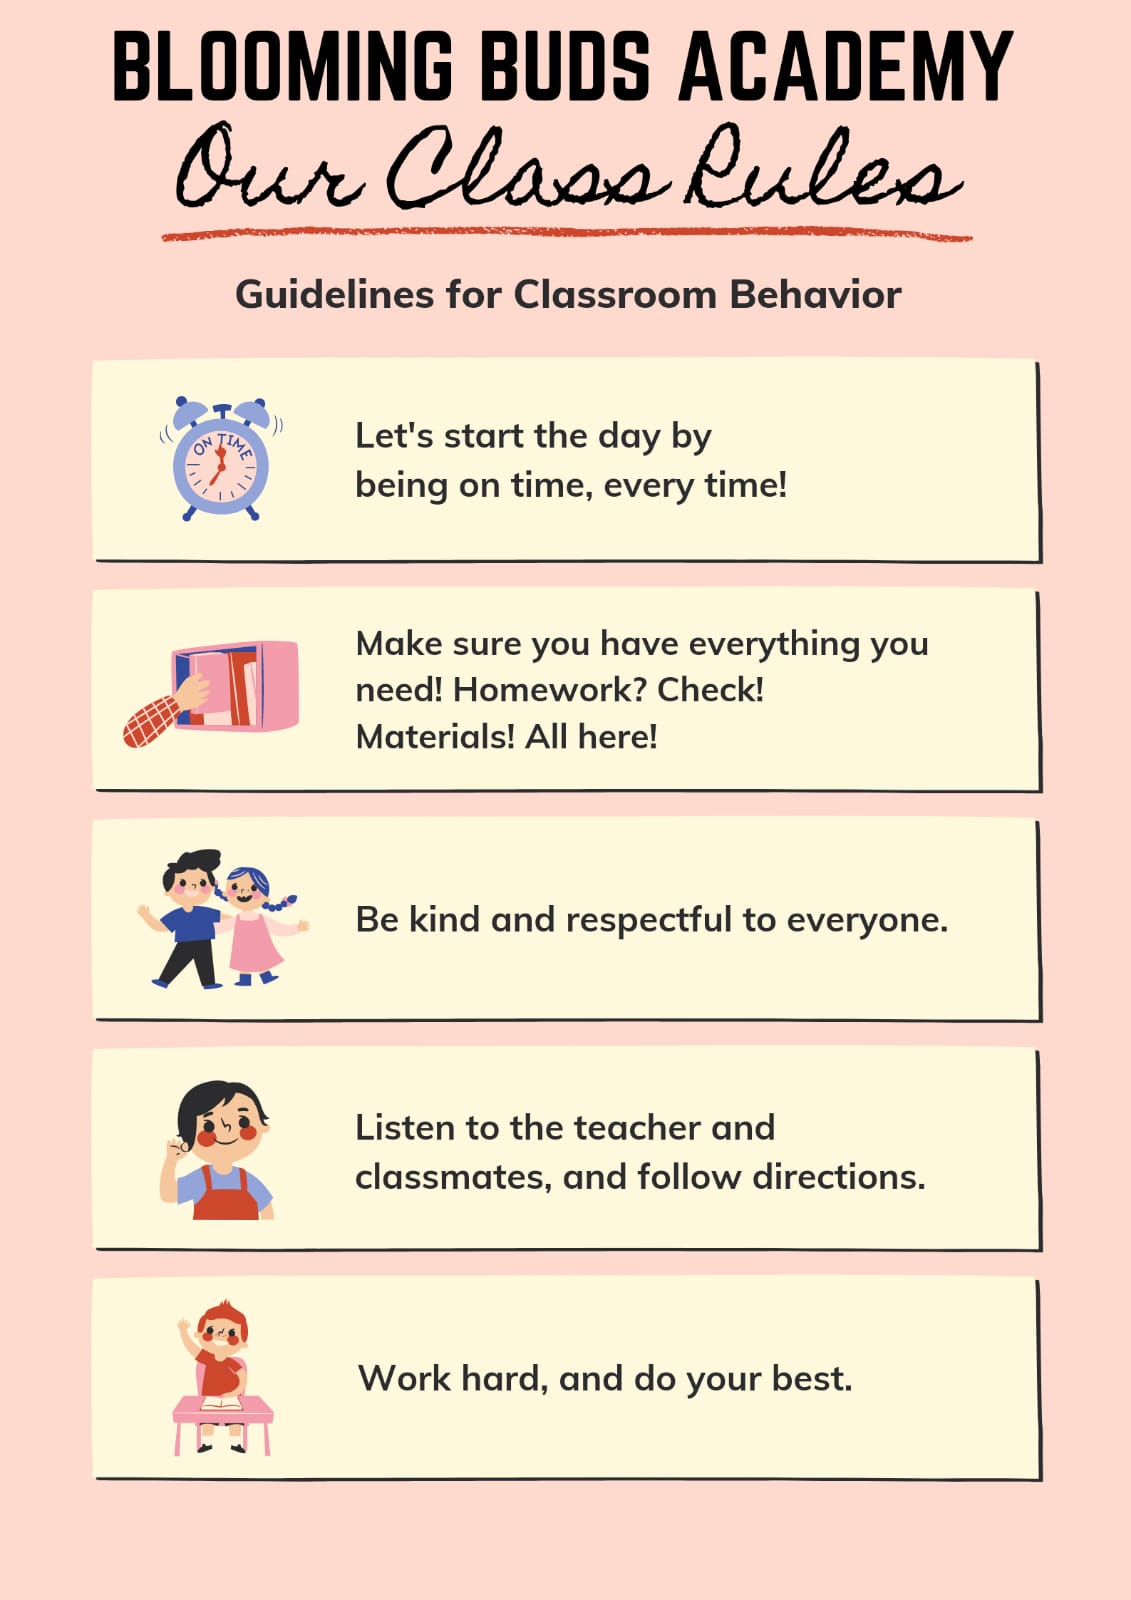 BLOOMING BUDS ACADEMY
Our Class Rules
Guidelines for Classroom Behavior
ON TIME
Let's start the day by
being on time, every time!
Make sure you have everything you
need! Homework? Check!
Materials! All here!
Be kind and respectful to everyone.
Listen to the teacher and
classmates, and follow directions.
Work hard, and do your best.